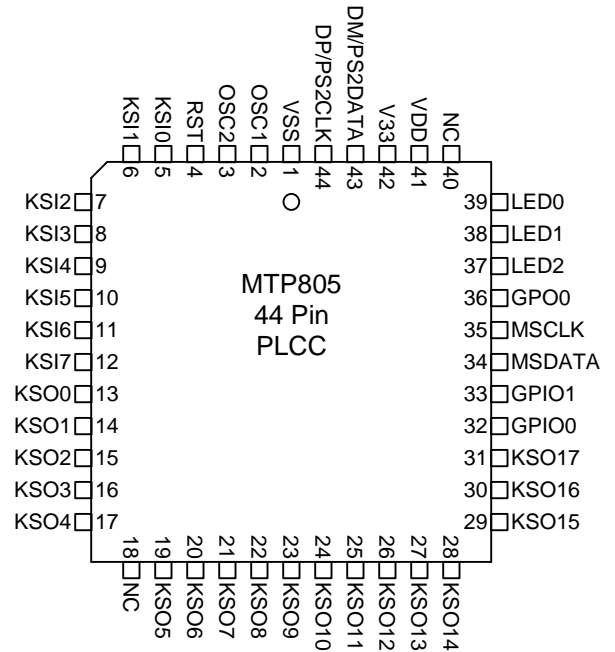 KSI1 KSI0 RST OSC2 OSC1 VSS DP/PS2CLK DM/PS2DATA V33 VDD NC
6 5 4 3 2 1 44 43 42 41 40
KSI2 7 39 LED0
KSI3 8 38 LED1
KSI4 9 37 LED2
KSI5 10 36 GPO0
KSI6 11 35 MSCLK
KSI7 12 34 MSDATA
KSO0 13 33 GPIO1
KSO1 14 32 GPIO0
KSO2 15 31 KSO17
KSO3 16 30 KSO16
KSO4 17 29 KSO15
MTP805
44 Pin
PLCC
18 19 20 21 22 23 24 25 26 27 28
NC KSO5 KSO6 KSO7 KSO8 KSO9 KSO10 KSO11 KSO12 KSO13 KSO14